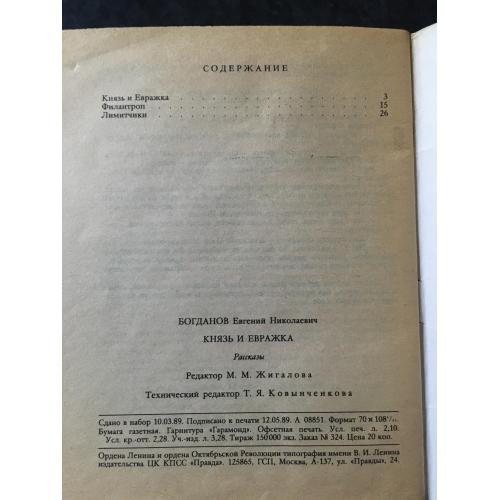 СОДЕРЖАНИЕ
Князь и Евражка . . . . . . . . . . . . . . . . 3
Филантроп . . . . . . . . . . . . . . . . 15
Лимитчики . . . . . . . . . . . . . . . . 26
БОГДАНОВ Евгений Николаевич
КНЯЗЬ И ЕВРАЖКА
Рассказы
Редактор М. М. Жигалова
Технический редактор Т. Я. Ковынченкова
Сдано в набор 10.03.89. Подписано к печати 12.05.89. А 08851. Формат 70 х 108¹/₃₂.
Бумага газетная. Гарнитура «Гарамонд». Офсетная печать. Усл. печ. л. 2,10.
Усл. кр.-отт. 2,28. Уч.-изд. л. 3,28. Тираж 150 000 экз. Заказ № 324. Цена 20 коп.
Ордена Ленина и ордена Октябрьской Революции типография имени В. И. Ленина
издательства ЦК КПСС «Правда». 125865, ГСП, Москва, А-137, ул. «Правды», 24.